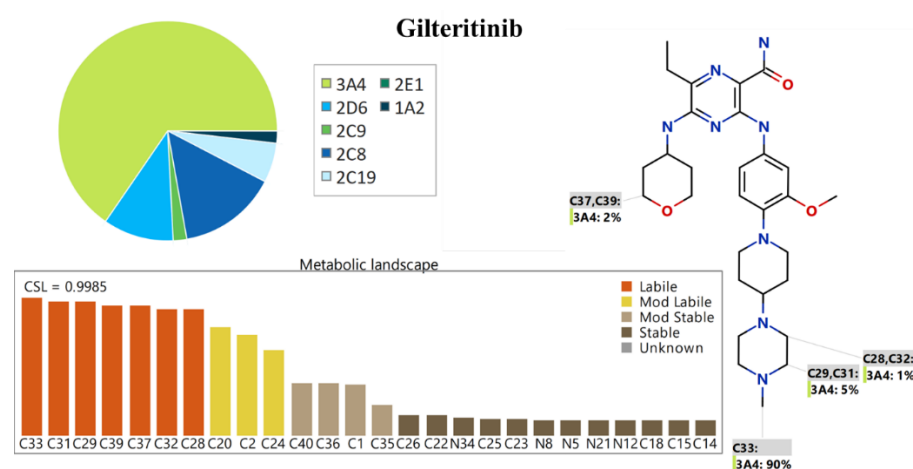 Gilteritinib
3A4
2E1
2D6
1A2
2C9
2C8
2C19
N
O
N
N
N
N
O
C37,C39:
3A4: 2%
O
N
N
C28,C32:
3A4: 1%
C29,C31:
3A4: 5%
N
C33:
3A4: 90%
Metabolic landscape
CSL = 0.9985
Labile
Mod Labile
Mod Stable
Stable
Unknown
C33 C31 C29 C39 C37 C32 C28 C20 C2 C24 C40 C36 C1 C35 C26 C22 N34 C25 C23 N8 N5 N21 N12 C18 C15 C14